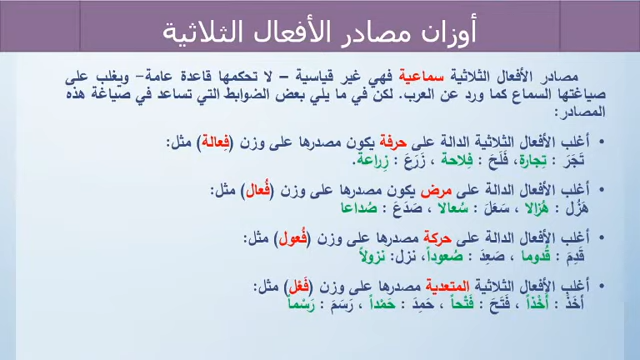 أوزان مصادر الأفعال الثلاثية
مصادر الأفعال الثلاثية سماعية فهي غير قياسية – لا تحكمها قاعدة عامة– ويغلب على
صياغتها السماع كما ورد عن العرب. لكن في ما يلي بعض الضوابط التي تساعد في صياغة هذه
المصادر:
• أغلب الأفعال الثلاثية الدالة على حرفة يكون مصدرها على وزن (فِعالة) مثل:
تَجَرَ : تِجارة، فَلَحَ : فِلاحة ، زَرَعَ : زِراعة.
• أغلب الأفعال الدالة على مرض يكون مصدرها على وزن (فُعال) مثل:
هَزُل : هُزالا ، سَعَلَ : سُعالا ، صَدَعَ : صُداعا
• أغلب الأفعال الدالة على حركة مصدرها على وزن (فُعول) مثل:
قَدِمَ : قُدوما ، صَعِدَ : صُعوداً، نزل: نزولاً
• أغلب الأفعال الثلاثية المتعدية مصدرها على وزن (فَعْل) مثل:
أَخَذَ : أَخْذاً ، فَتَحَ : فَتْحاً ، حَمِدَ : حَمْداً ، رَسَمَ : رَسْماً